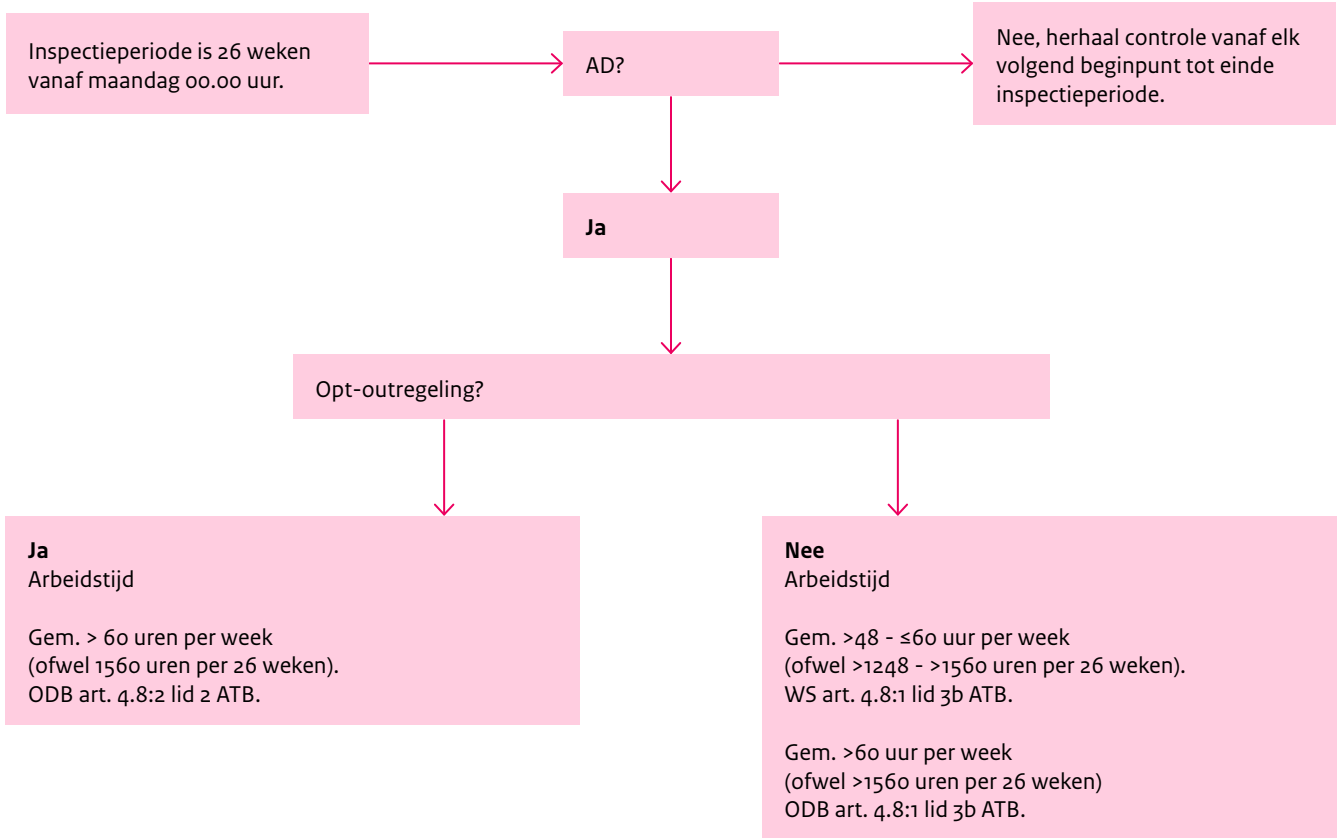 Inspectieperiode is 26 weken
vanaf maandag 00.00 uur.
AD?
Nee, herhaal controle vanaf elk
volgend beginpunt tot einde
inspectieperiode.
Ja
Opt-outregeling?
Ja
Arbeidstijd
Gem. > 60 uren per week
(ofwel 1560 uren per 26 weken).
ODB art. 4.8:2 lid 2 ATB.
Nee
Arbeidstijd
Gem. >48 - ≤60 uur per week
(ofwel >1248 - >1560 uren per 26 weken).
WS art. 4.8:1 lid 3b ATB.
Gem. >60 uur per week
(ofwel >1560 uren per 26 weken)
ODB art. 4.8:1 lid 3b ATB.